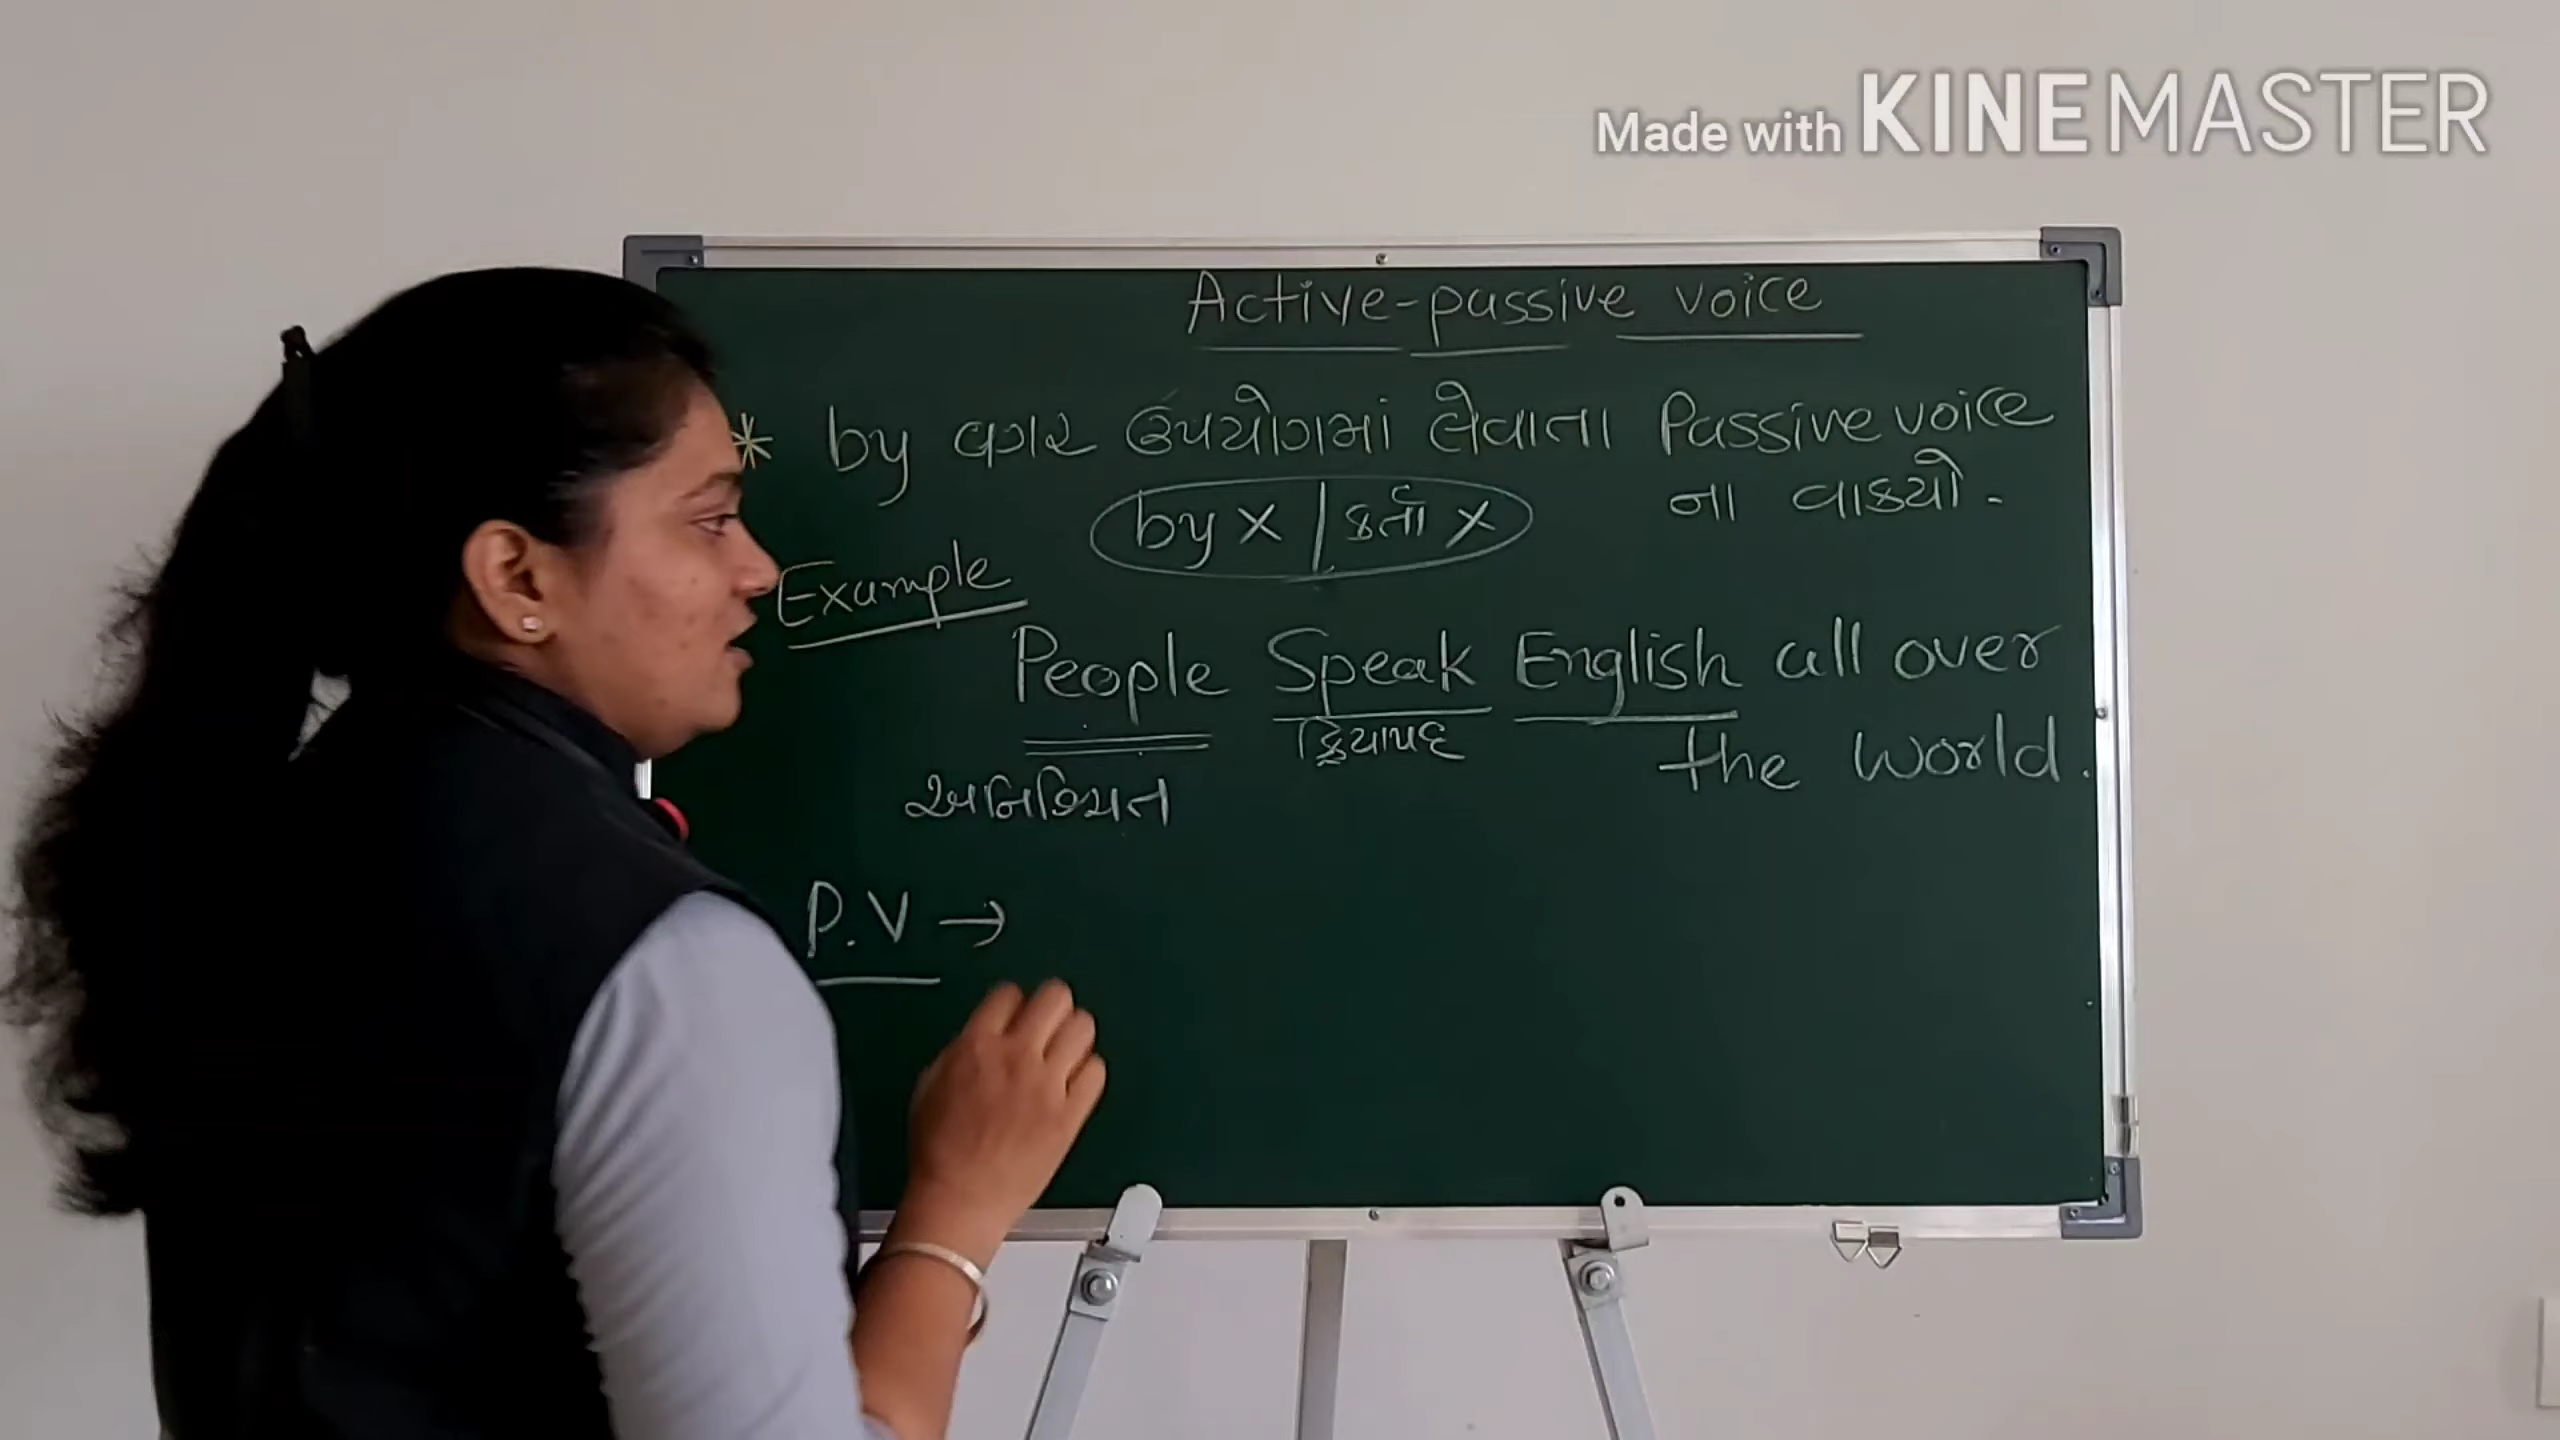 Made with KINEMASTER
Active-passive voice
* by વગર ઉપયોગમાં લેવાતા Passive voice
ના વાક્યો.
by x | કર્તા x
Example
People Speak English all over
ક્રિયાપદ
the world.
અનિશ્ચિત
P.V →